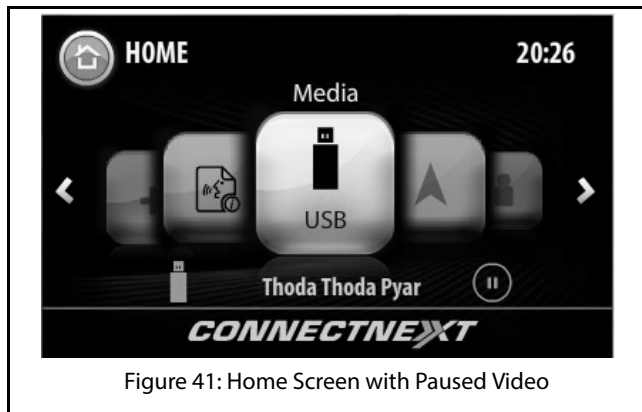 HOME
20:26
Media
USB
Thoda Thoda Pyar
CONNECTNEXT
Figure 41: Home Screen with Paused Video